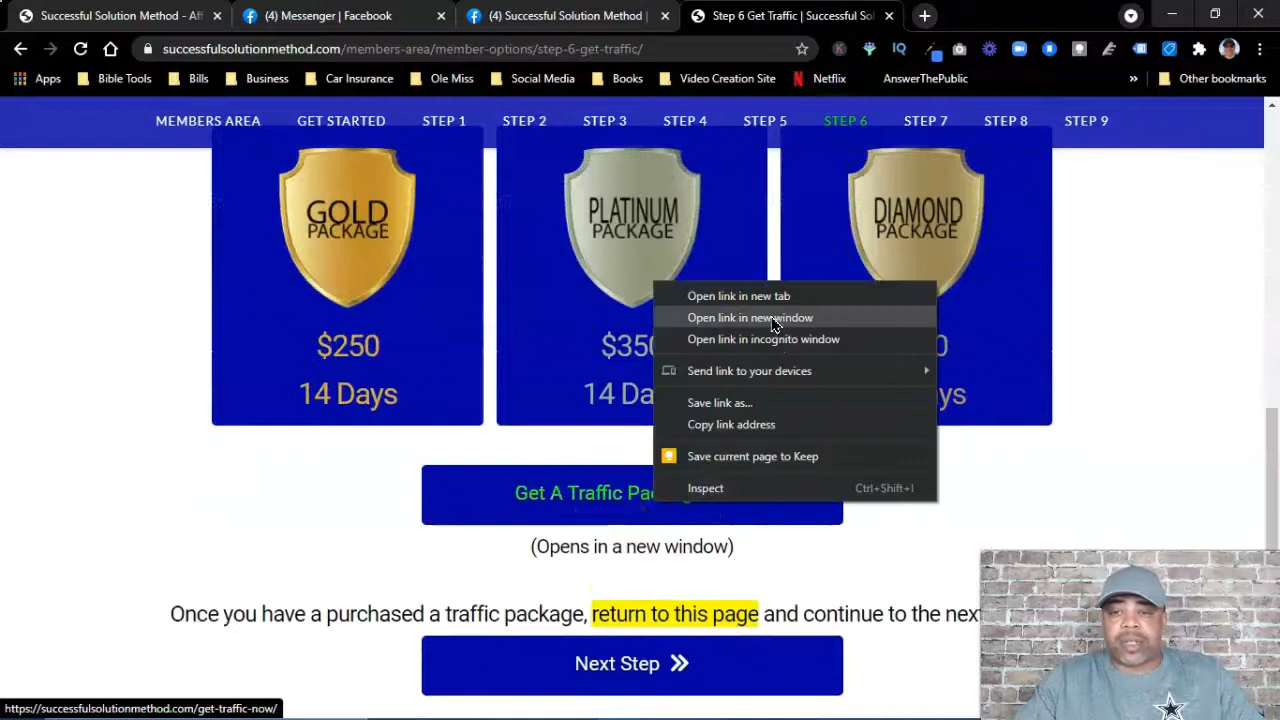 Successful Solution Method - Aff
(4) Messenger | Facebook
(4) Successful Solution Method |
Step 6 Get Traffic | Successful So
successfulsolutionmethod.com/members-area/member-options/step-6-get-traffic/
Apps
Bible Tools
Bills
Business
Car Insurance
Ole Miss
Social Media
Books
Video Creation Site
Netflix
AnswerThePublic
»
Other bookmarks
MEMBERS AREA
GET STARTED
STEP 1
STEP 2
STEP 3
STEP 4
STEP 5
STEP 6
STEP 7
STEP 8
STEP 9
GOLD
PACKAGE
$250
14 Days
PLATINUM
PACKAGE
$350
14 Da
DIAMOND
PACKAGE
0
ys
Open link in new tab
Open link in new window
Open link in incognito window
Send link to your devices
Save link as...
Copy link address
Save current page to Keep
Inspect Ctrl+Shift+I
Get A Traffic Pac
(Opens in a new window)
Once you have a purchased a traffic package, return to this page and continue to the nex
Next Step »
https://successfulsolutionmethod.com/get-traffic-now/